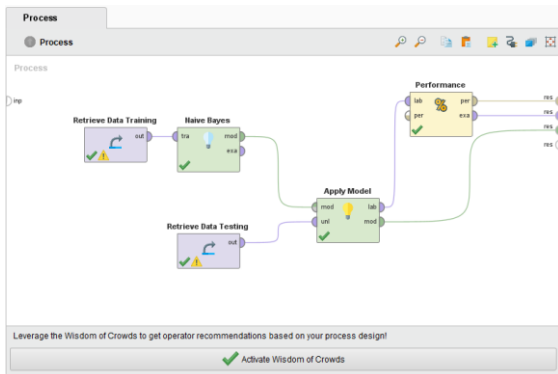 Process
Process
Process
inp
Retrieve Data Training
out
Naive Bayes
tra
mod
exa
Retrieve Data Testing
out
Apply Model
mod
lab
unl
mod
Performance
lab
per
per
exa
res
res
res
res
Leverage the Wisdom of Crowds to get operator recommendations based on your process design!
Activate Wisdom of Crowds